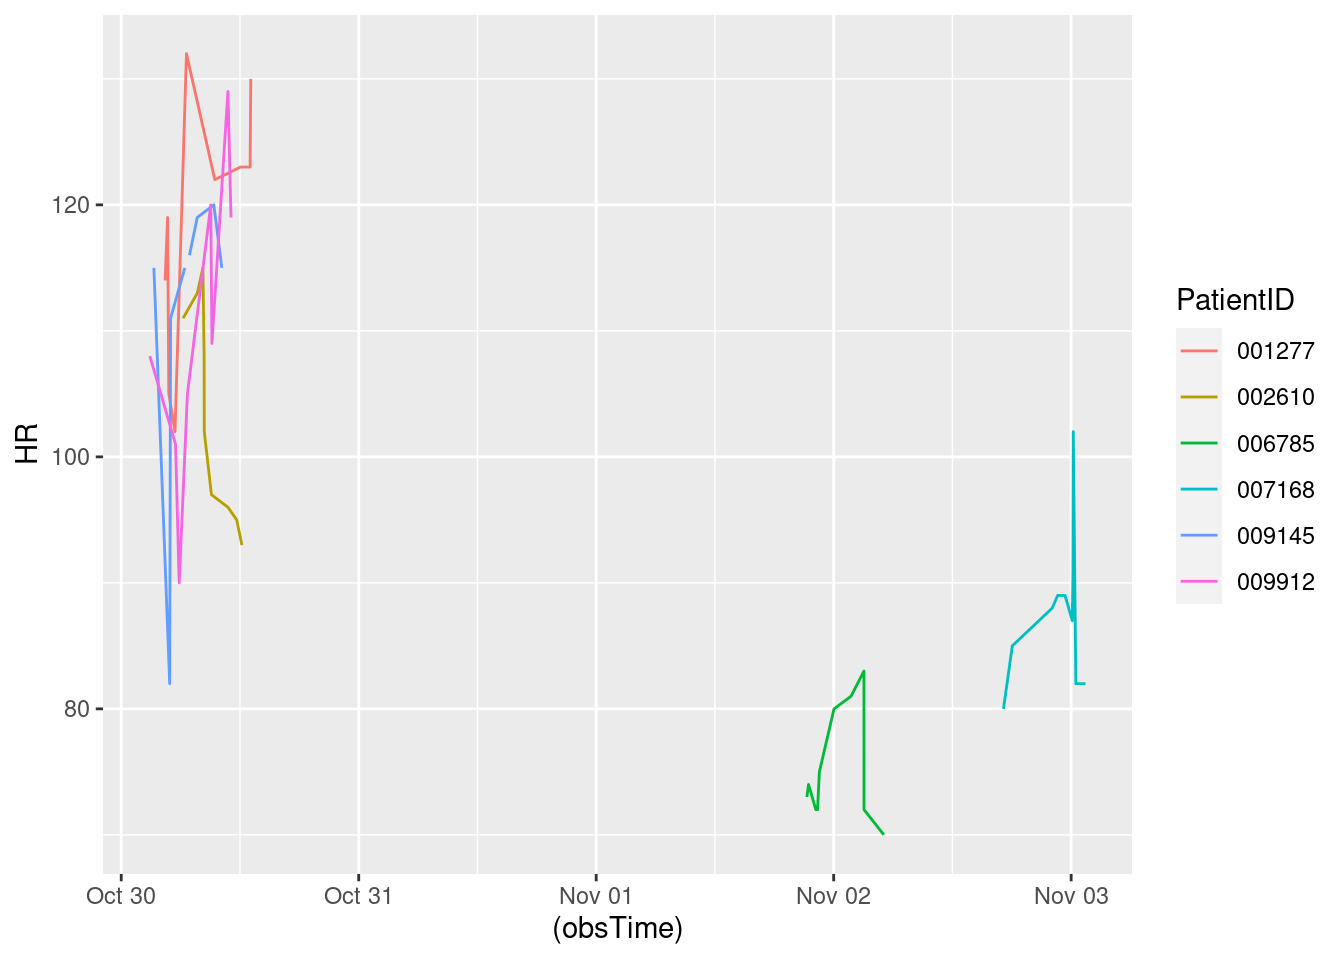 HR
120
100
80
Oct 30
Oct 31
Nov 01
Nov 02
Nov 03
(obsTime)
PatientID
001277
002610
006785
007168
009145
009912